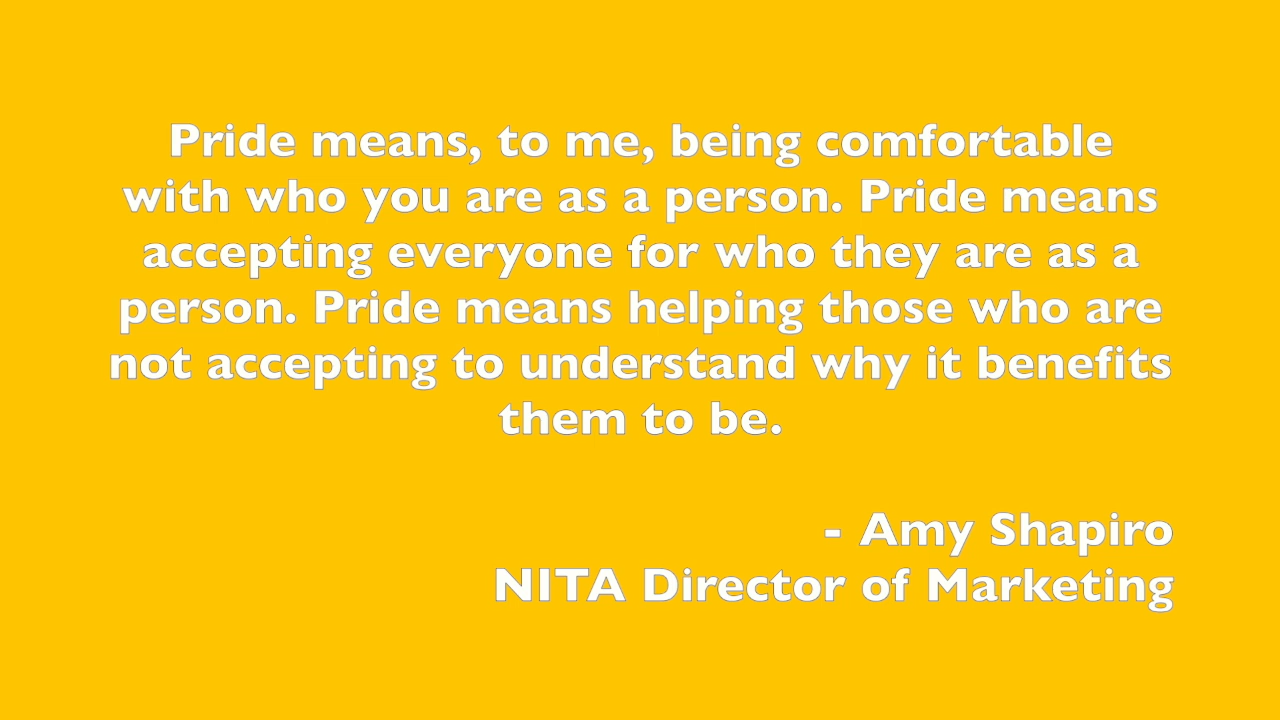 Pride means, to me, being comfortable
with who you are as a person. Pride means
accepting everyone for who they are as a
person. Pride means helping those who are
not accepting to understand why it benefits
them to be.
- Amy Shapiro
NITA Director of Marketing